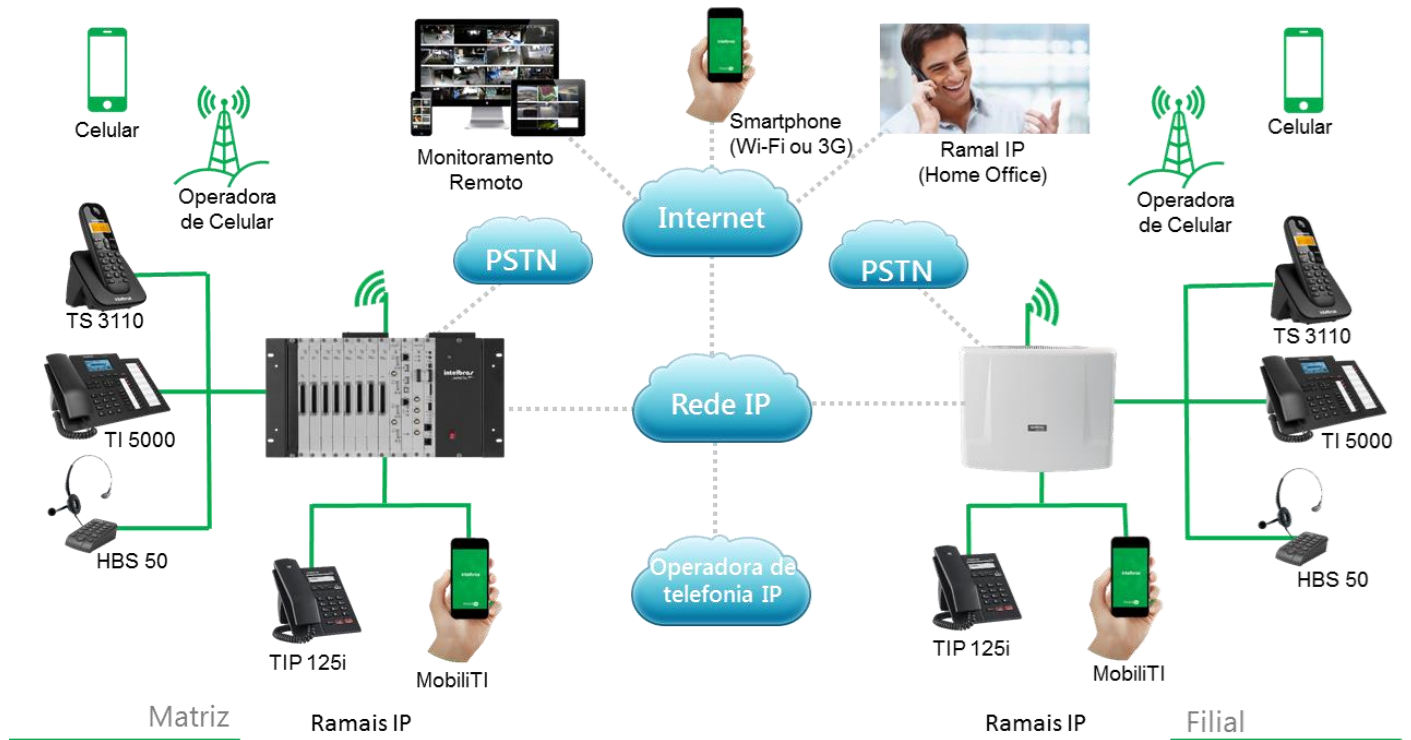 Celular
Operadora
de Celular
TS 3110
TI 5000
HBS 50
Monitoramento
Remoto
Smartphone
(Wi-Fi ou 3G)
Ramal IP
(Home Office)
Internet
PSTN
PSTN
Rede IP
Operadora de
telefonia IP
intelbras
TIP 125i
MobiliTI
Matriz
Ramais IP
Celular
Operadora
de Celular
TS 3110
TI 5000
HBS 50
TIP 125i
MobiliTI
Ramais IP
Filial